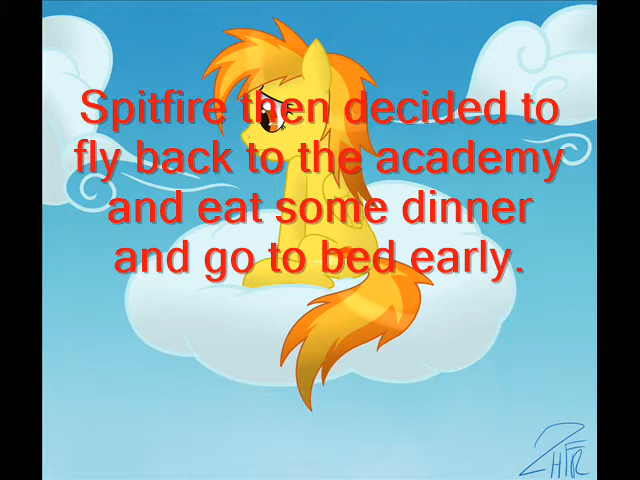 Spitfire then decided to
fly back to the academy
and eat some dinner
and go to bed early.